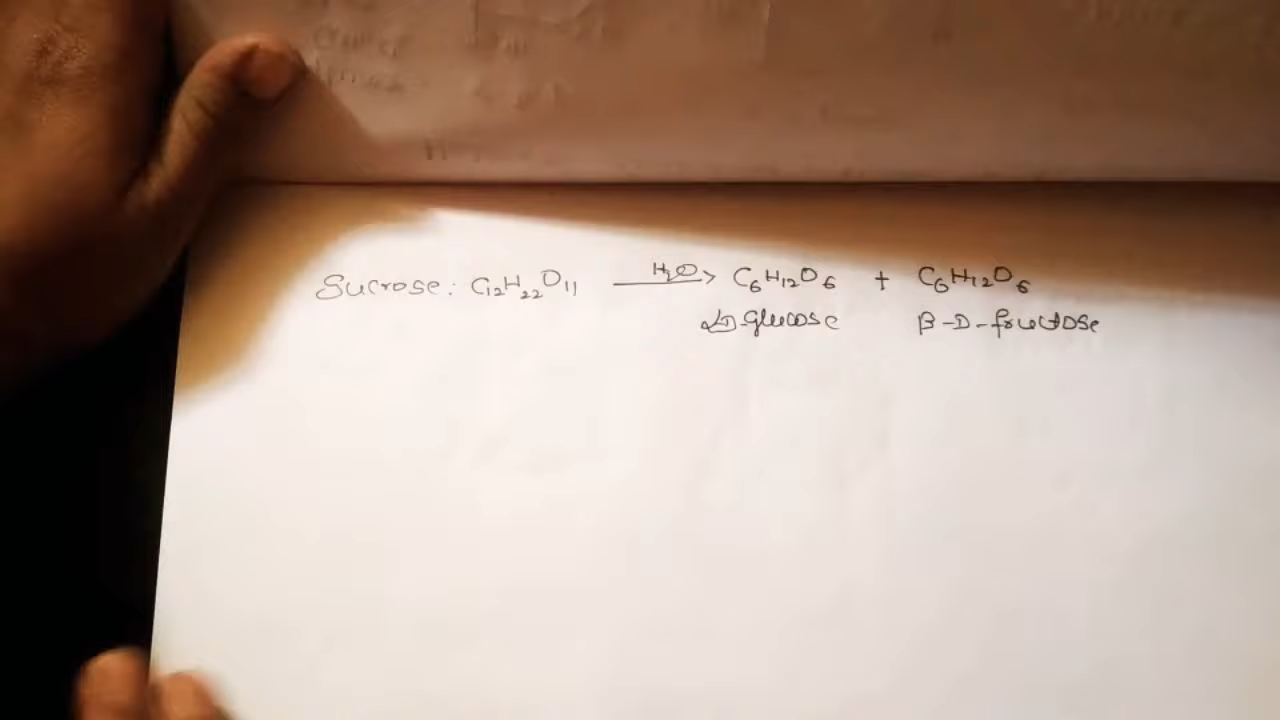 Sucrose: C12H22O11 —H2O→ C6H12O6 + C6H12O6
α-D-glucose β-D-fructose